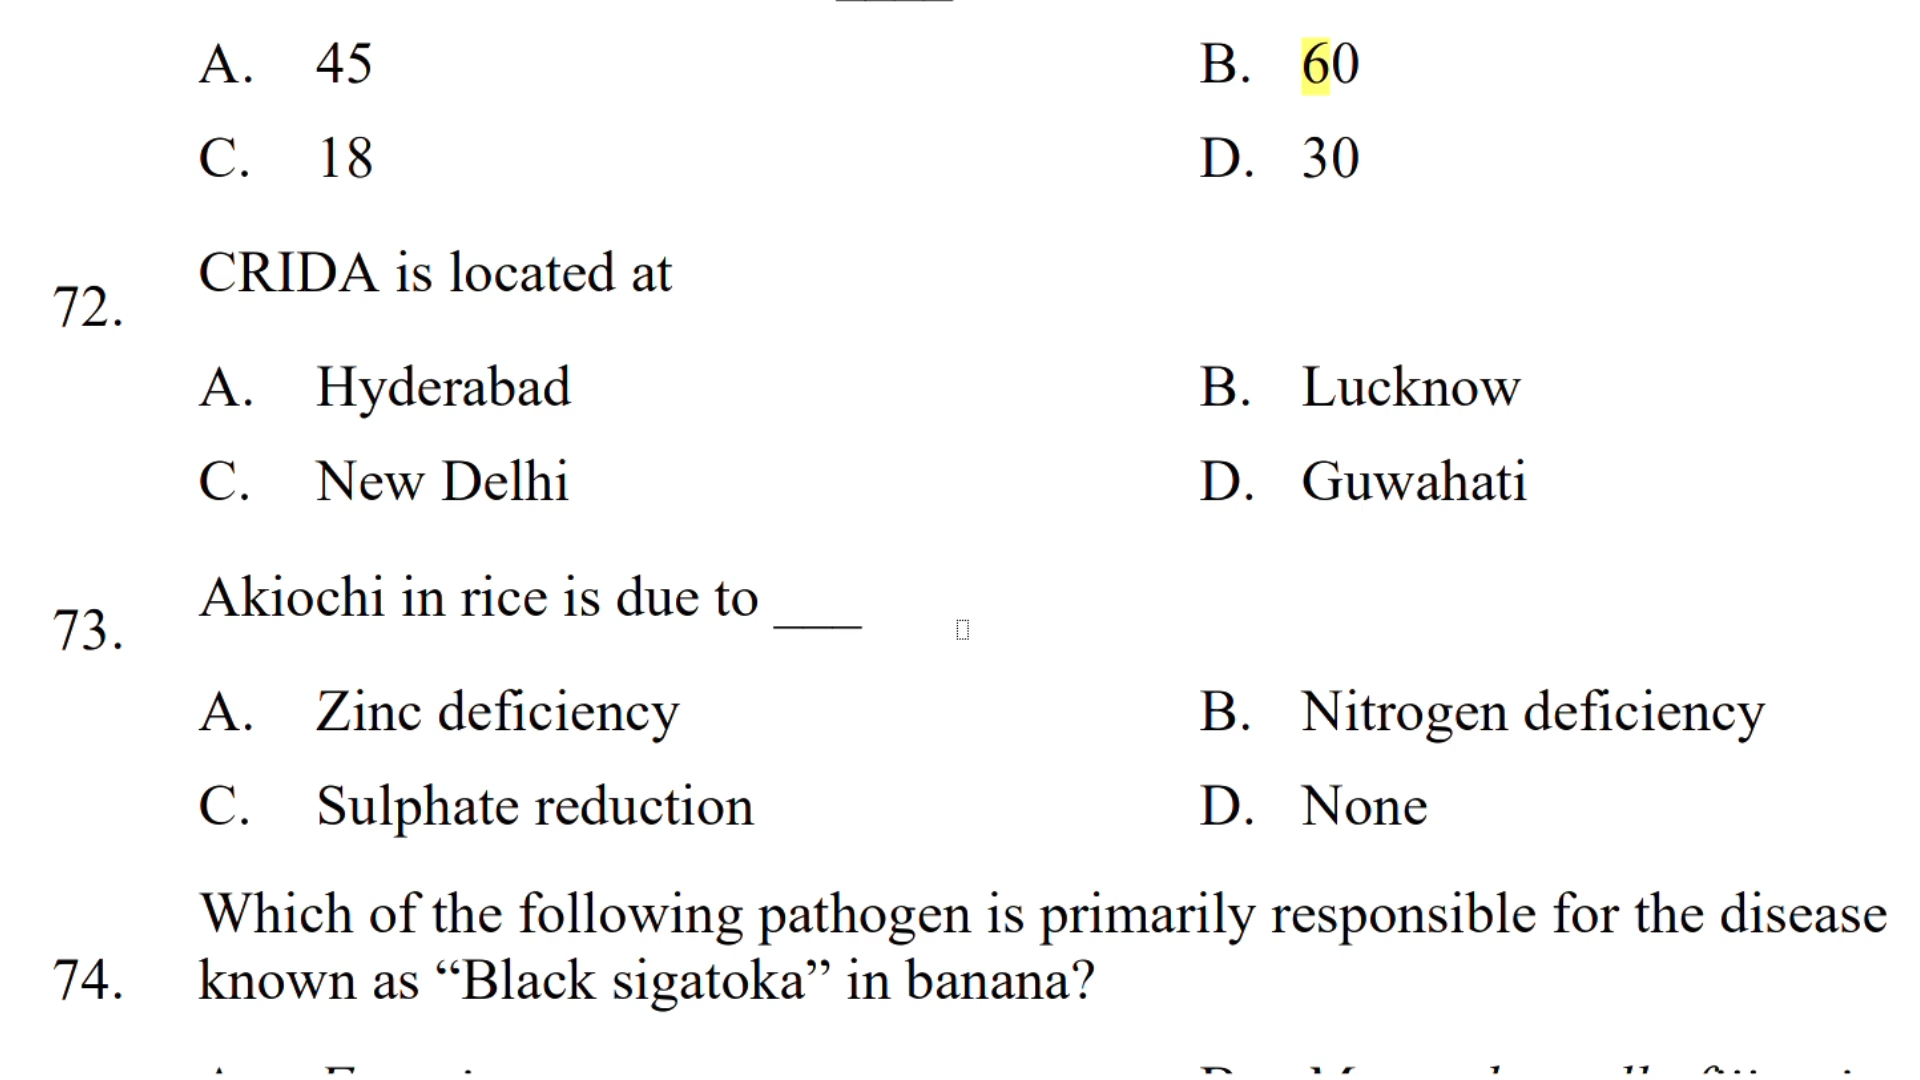 A. 45 B. 60
C. 18 D. 30
72. CRIDA is located at
A. Hyderabad B. Lucknow
C. New Delhi D. Guwahati
73. Akiochi in rice is due to ___
A. Zinc deficiency B. Nitrogen deficiency
C. Sulphate reduction D. None
Which of the following pathogen is primarily responsible for the disease
74. known as “Black sigatoka” in banana?